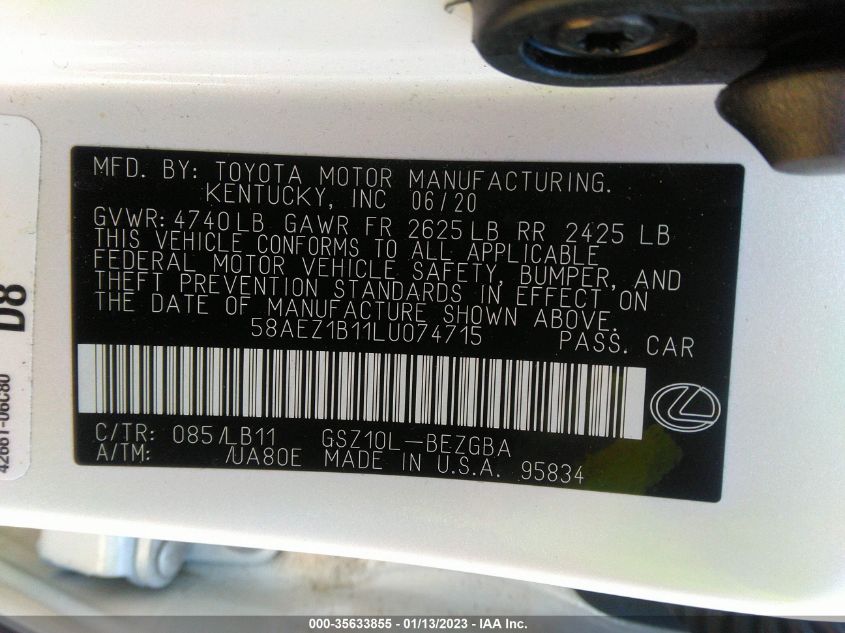 MFD. BY: TOYOTA MOTOR MANUFACTURING.
KENTUCKY, INC 06/20
GVWR: 4740LB GAWR FR 2625LB RR 2425 LB
THIS VEHICLE CONFORMS TO ALL APPLICABLE
FEDERAL MOTOR VEHICLE SAFETY, BUMPER, AND
THEFT PREVENTION STANDARDS IN EFFECT ON
THE DATE OF MANUFACTURE SHOWN ABOVE.
58AEZ1B11LU074715 PASS. CAR
C/TR: 085/LB11 GSZ10L-BEZGBA
A/TM: /UA80E MADE IN U.S.A. 95834
D8
42661-06C80
000-35633855 - 01/13/2023 - IAA Inc.